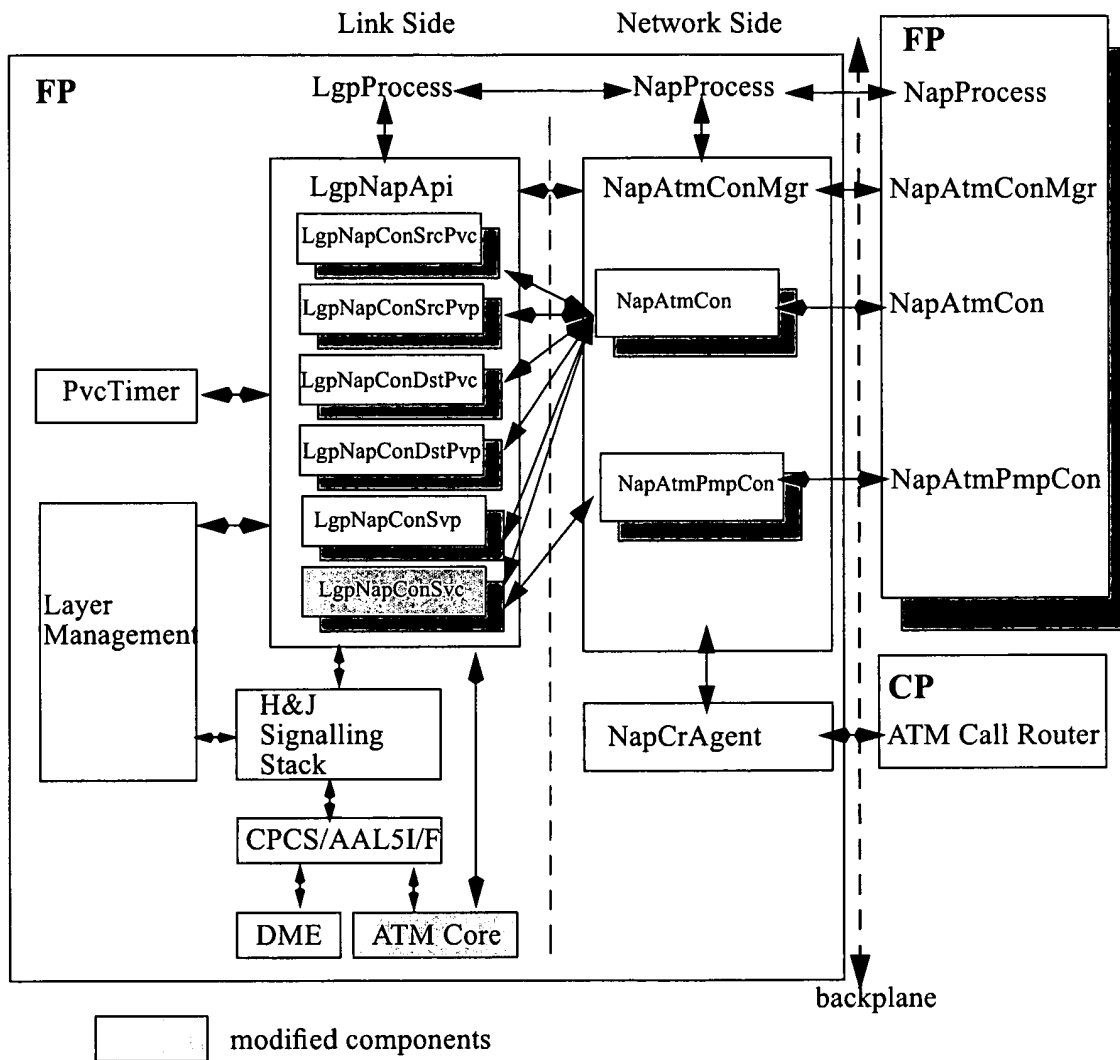 Link Side
Network Side
FP
FP
LgpProcess
NapProcess
NapProcess
LgpNapApi
NapAtmConMgr
NapAtmConMgr
LgpNapConSrcPvc
LgpNapConSrcPvp
NapAtmCon
NapAtmCon
PvcTimer
LgpNapConDstPvc
LgpNapConDstPvp
NapAtmPmpCon
NapAtmPmpCon
LgpNapConSvp
LgpNapConSvc
Layer
Management
H&J
Signalling
Stack
NapCrAgent
CP
ATM Call Router
CPCS/AAL5I/F
DME
ATM Core
backplane
modified components